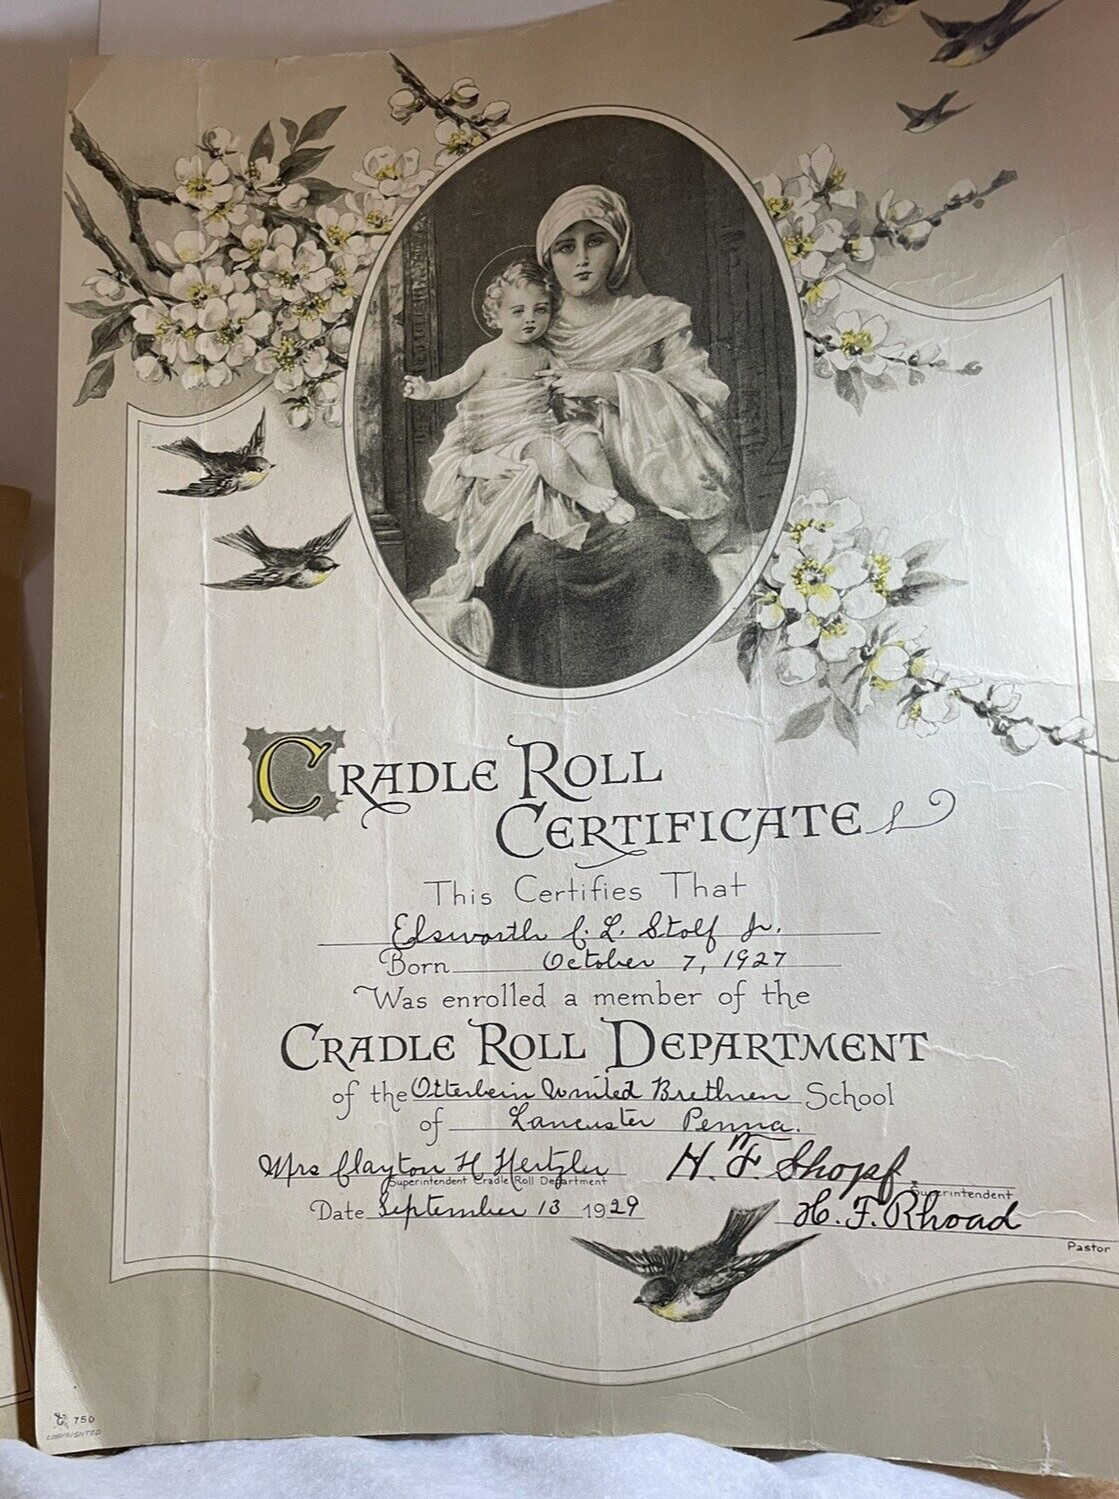 CRADLE ROLL
CERTIFICATE
This Certifies That
Elsworth C. L. Stolf Jr.
Born October 7, 1927
Was enrolled a member of the
CRADLE ROLL DEPARTMENT
of the Otterbein United Brethren School
of Lancaster Penna.
Mrs Clayton H Hertzler H. F. Shopf
Superintendent Cradle Roll Department Superintendent
Date September 13 1929 H. F. Rhoad
Pastor
750
COPYRIGHTED